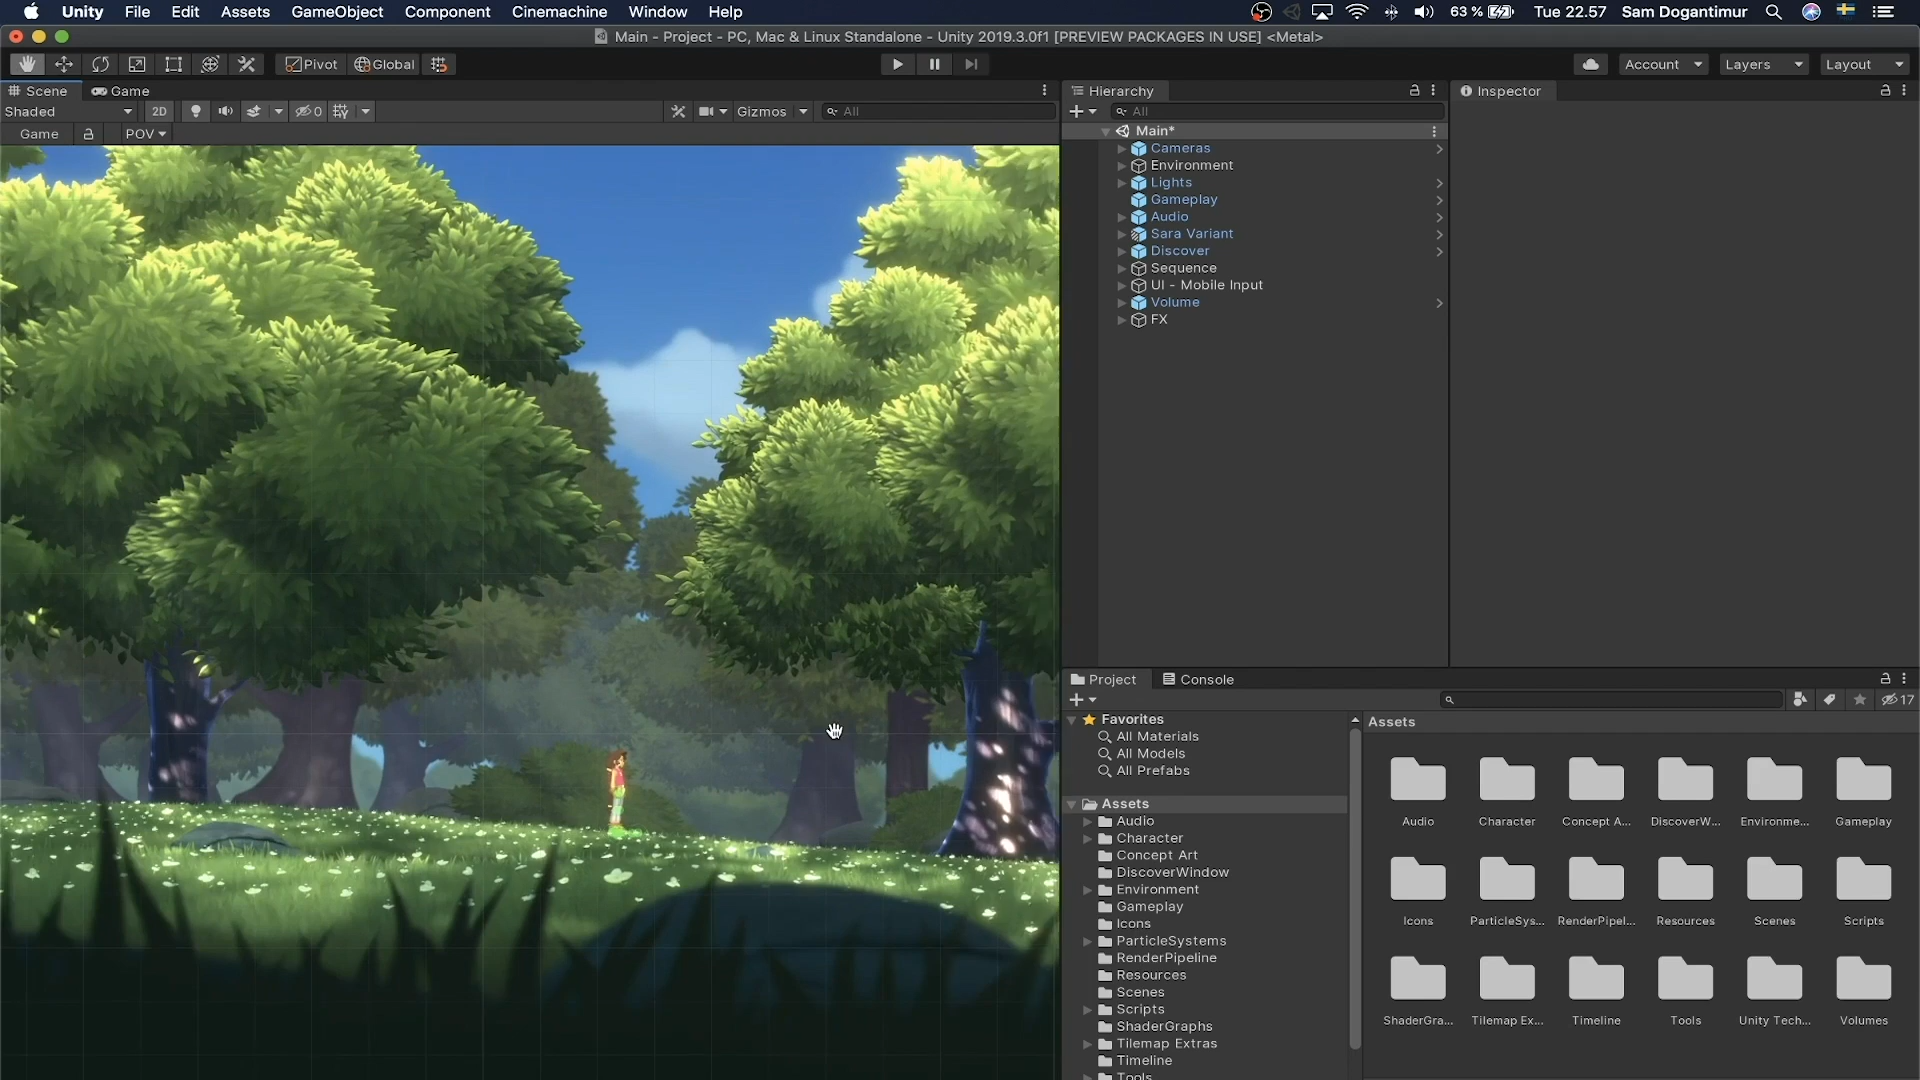 Unity File Edit Assets GameObject Component Cinemachine Window Help 63 % Tue 22.57 Sam Dogantimur
Main - Project - PC, Mac & Linux Standalone - Unity 2019.3.0f1 [PREVIEW PACKAGES IN USE] <Metal>
Pivot Global Account Layers Layout
Scene Game
Shaded 2D 0 Gizmos All
Game POV
Hierarchy
All
Main*
Cameras
Environment
Lights
Gameplay
Audio
Sara Variant
Discover
Sequence
UI - Mobile Input
Volume
FX
Inspector
Project Console
17
Favorites
All Materials
All Models
All Prefabs
Assets
Audio
Character
Concept Art
DiscoverWindow
Environment
Gameplay
Icons
ParticleSystems
RenderPipeline
Resources
Scenes
Scripts
ShaderGraphs
Tilemap Extras
Timeline
Tools
Assets
Audio Character Concept A... DiscoverW... Environme... Gameplay
Icons ParticleSys... RenderPipel... Resources Scenes Scripts
ShaderGra... Tilemap Ex... Timeline Tools Unity Tech... Volumes